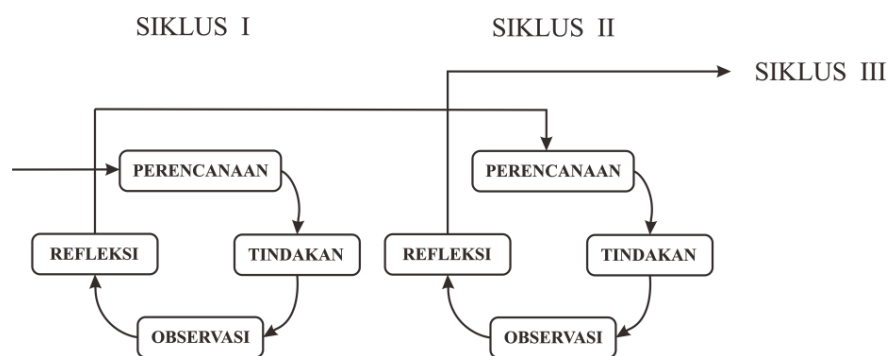 SIKLUS I
SIKLUS II
SIKLUS III
PERENCANAAN
PERENCANAAN
REFLEKSI
TINDAKAN
REFLEKSI
TINDAKAN
OBSERVASI
OBSERVASI